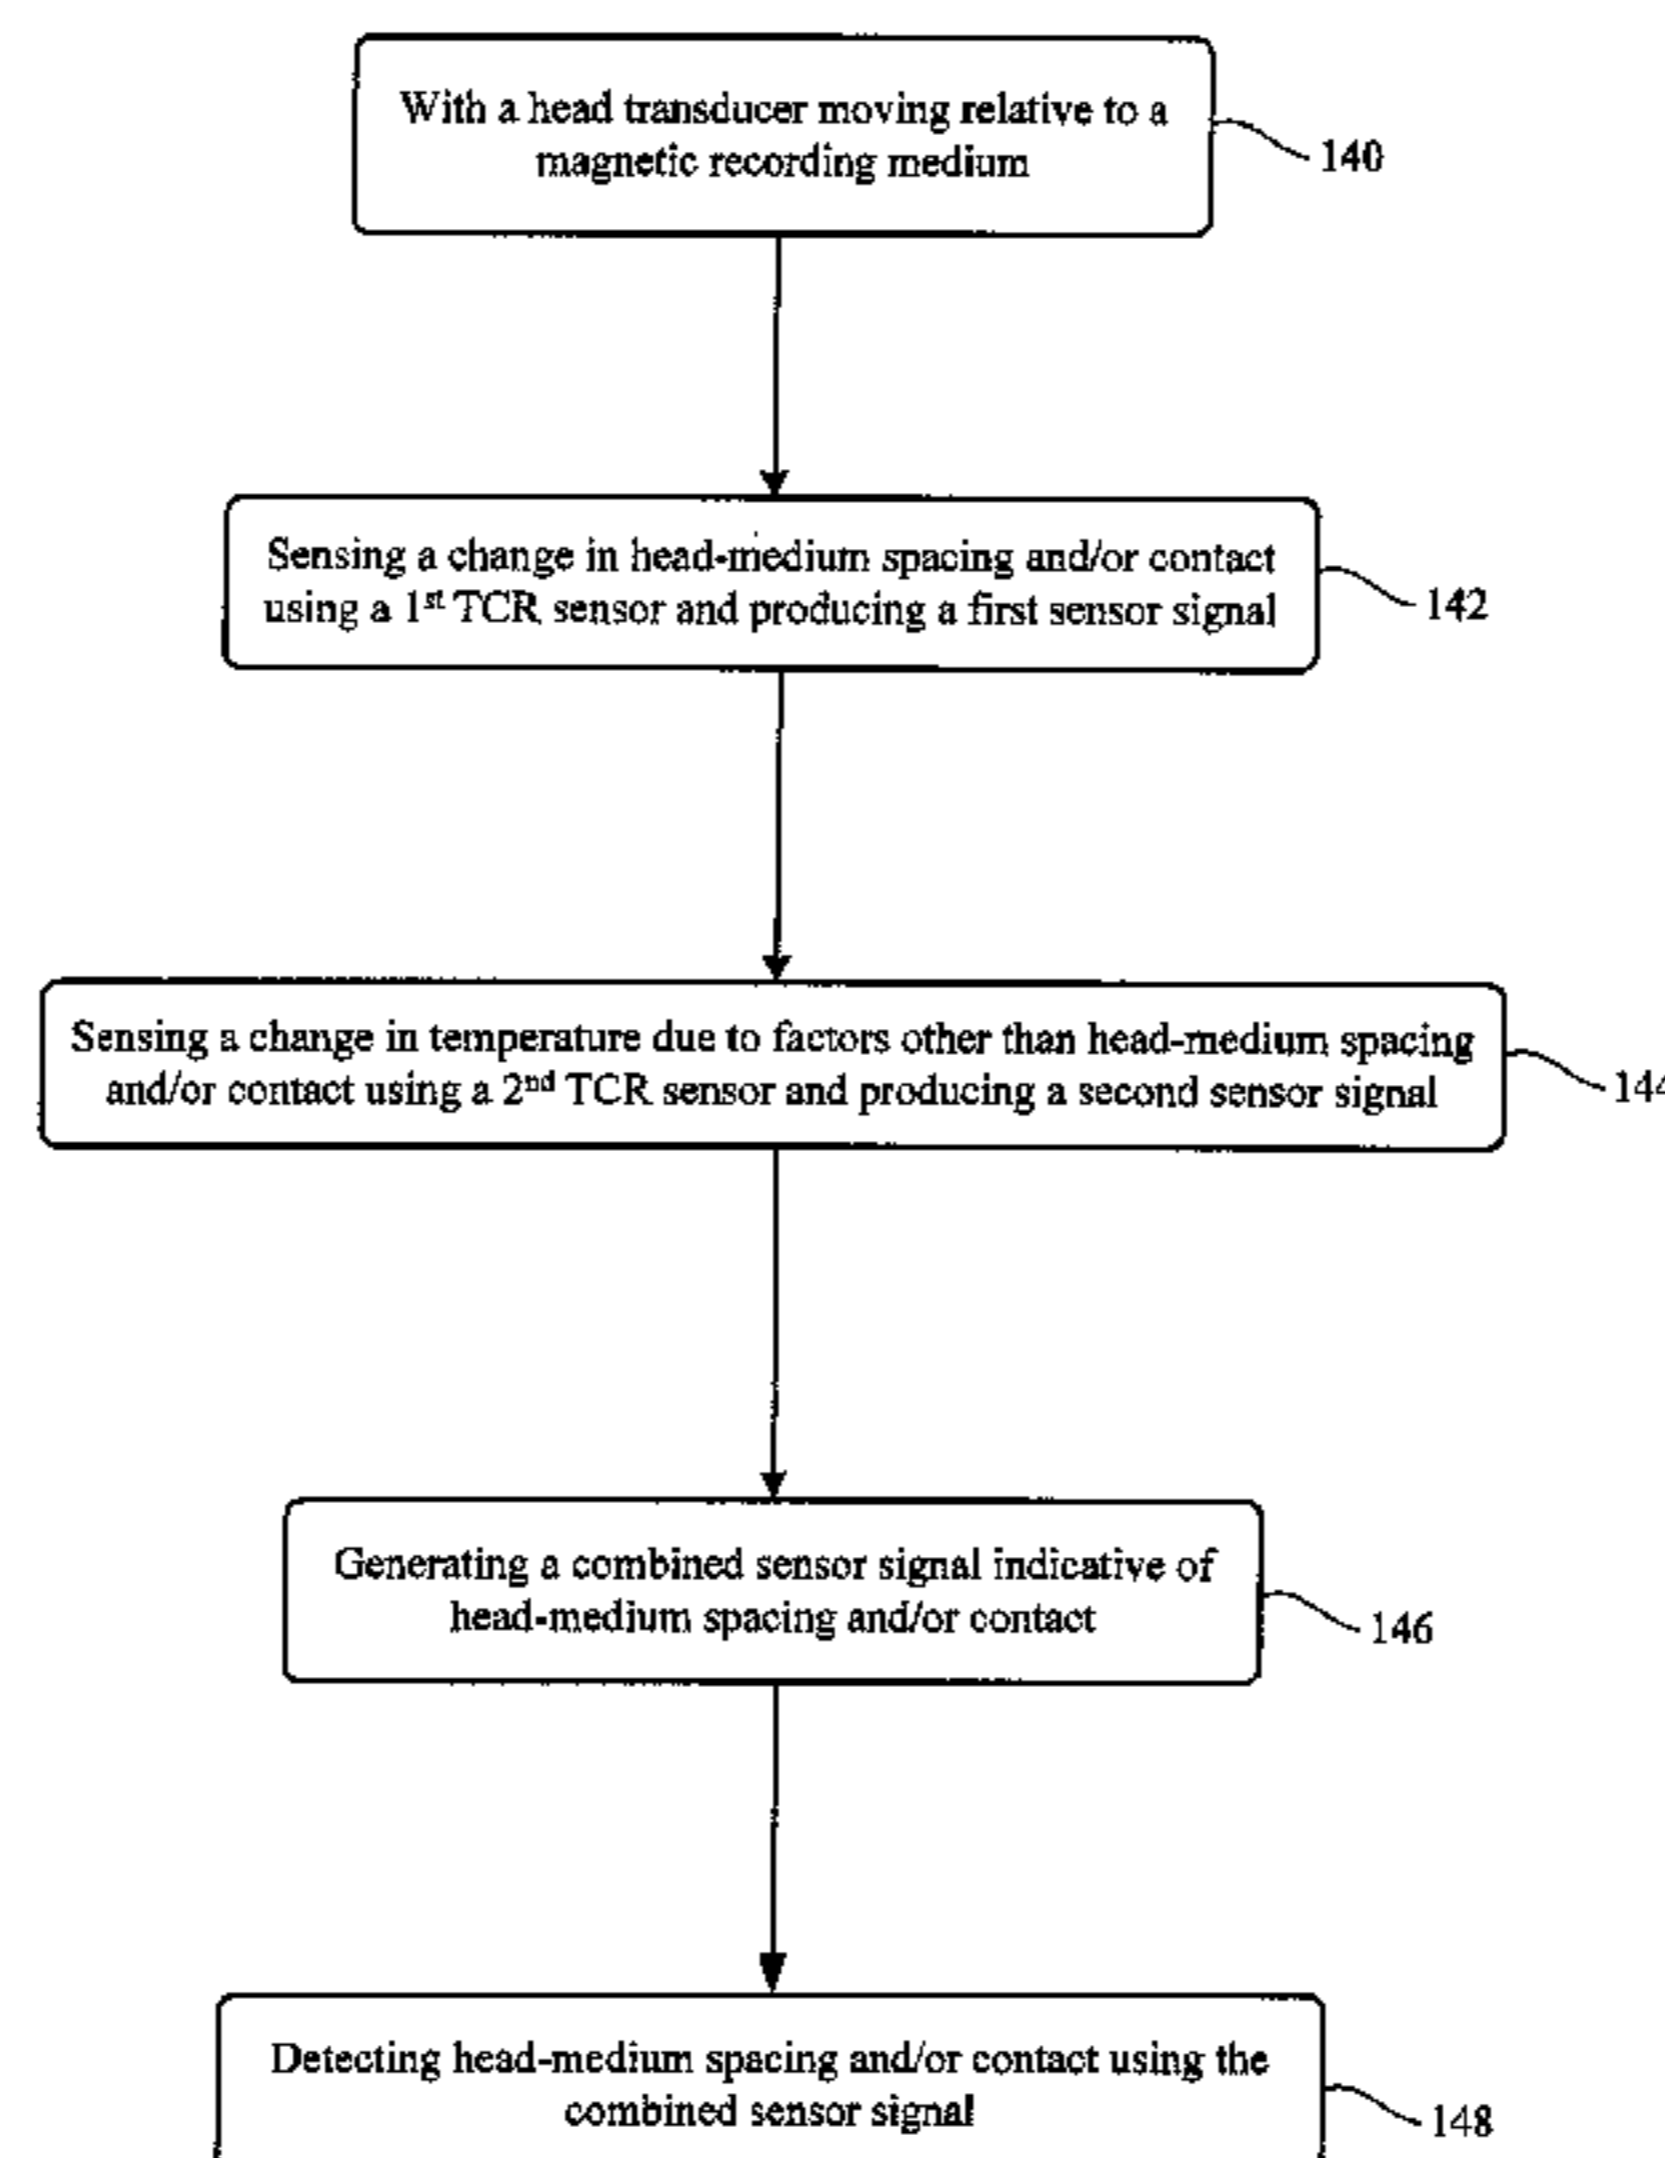 With a head transducer moving relative to a
magnetic recording medium
140
Sensing a change in head-medium spacing and/or contact
using a 1st TCR sensor and producing a first sensor signal
142
Sensing a change in temperature due to factors other than head-medium spacing
and/or contact using a 2nd TCR sensor and producing a second sensor signal
144
Generating a combined sensor signal indicative of
head-medium spacing and/or contact
146
Detecting head-medium spacing and/or contact using the
combined sensor signal
148